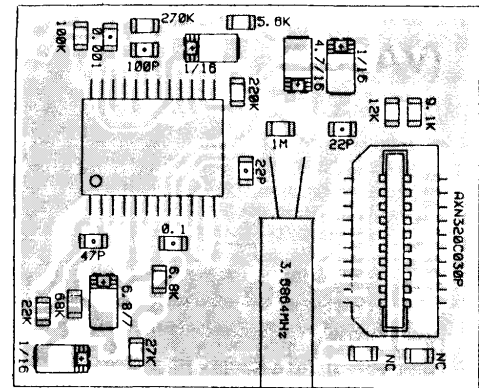 270K
5.6K
100K
0.001
100P
1/16
4.7/16
1/16
220K
12K
9.1K
1M
22P
22P
AXN320C030P
0.1
47P
6.8K
3.6864MHz
6.8/7
68K
22K
27K
1/16
NC
NC